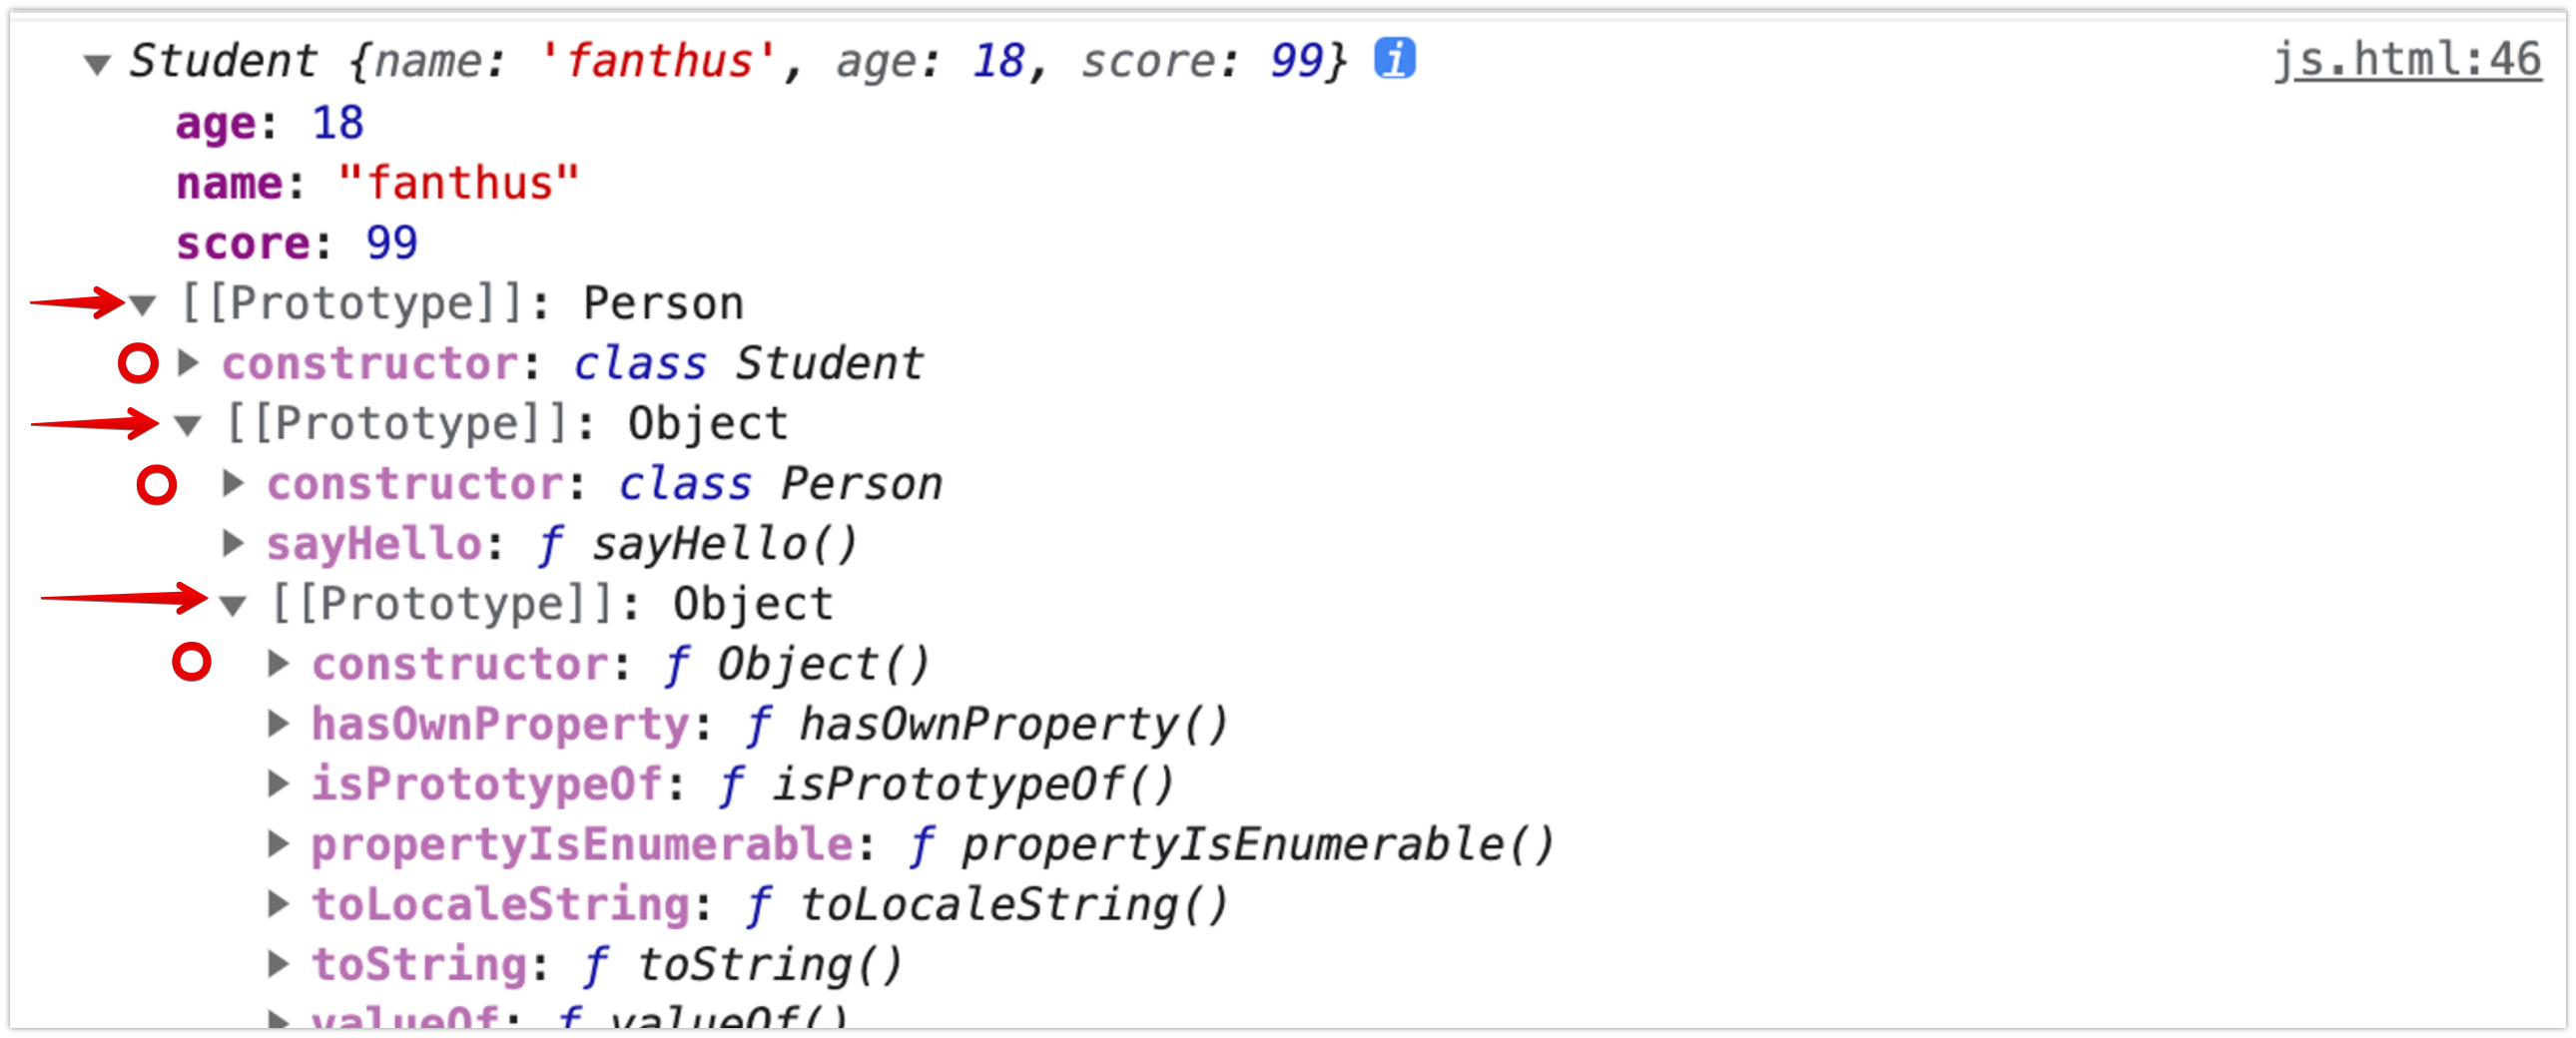 Student {name: 'fanthus', age: 18, score: 99} i js.html:46
age: 18
name: "fanthus"
score: 99
[[Prototype]]: Person
constructor: class Student
[[Prototype]]: Object
constructor: class Person
sayHello: ƒ sayHello()
[[Prototype]]: Object
constructor: ƒ Object()
hasOwnProperty: ƒ hasOwnProperty()
isPrototypeOf: ƒ isPrototypeOf()
propertyIsEnumerable: ƒ propertyIsEnumerable()
toLocaleString: ƒ toLocaleString()
toString: ƒ toString()
valueOf: ƒ valueOf()